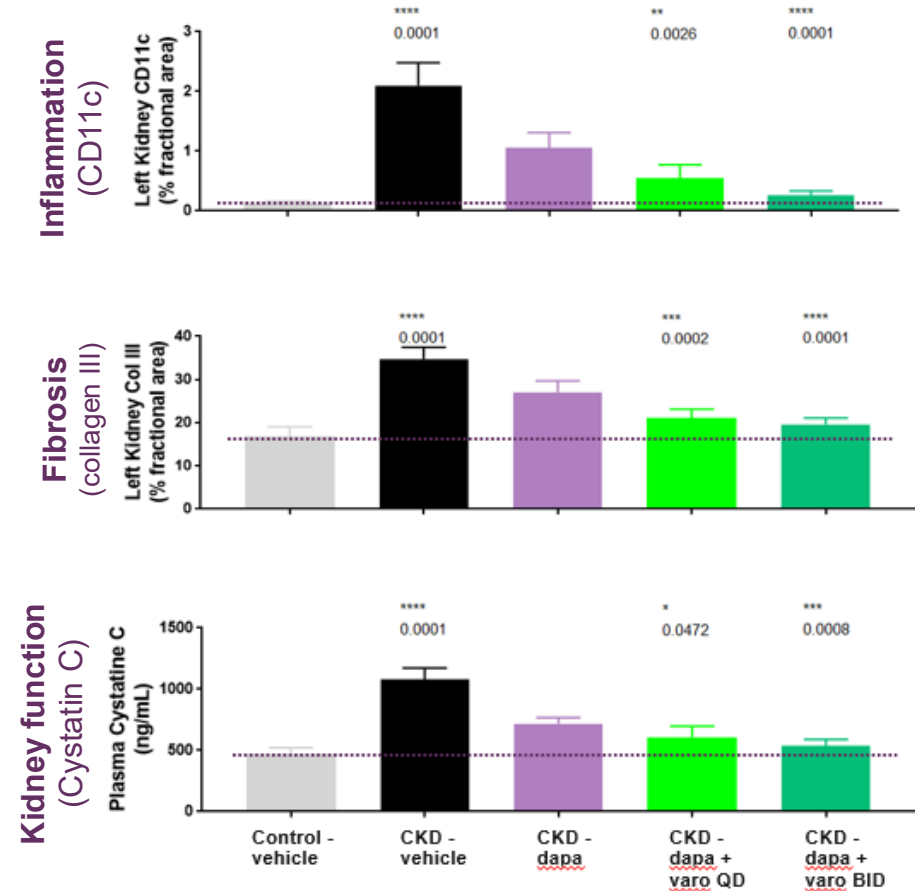 Inflammation
(CD11c)
Left Kidney CD11c
(% fractional area)
3
2
1
0
****
0.0001
**
0.0026
****
0.0001
Fibrosis
(collagen III)
Left Kidney Col III
(% fractional area)
40
30
20
10
0
****
0.0001
***
0.0002
****
0.0001
Kidney function
(Cystatin C)
Plasma Cystatine C
(ng/mL)
1500
1000
500
0
****
0.0001
*
0.0472
***
0.0008
Control -
vehicle
CKD -
vehicle
CKD -
dapa
CKD -
dapa +
varo QD
CKD -
dapa +
varo BID